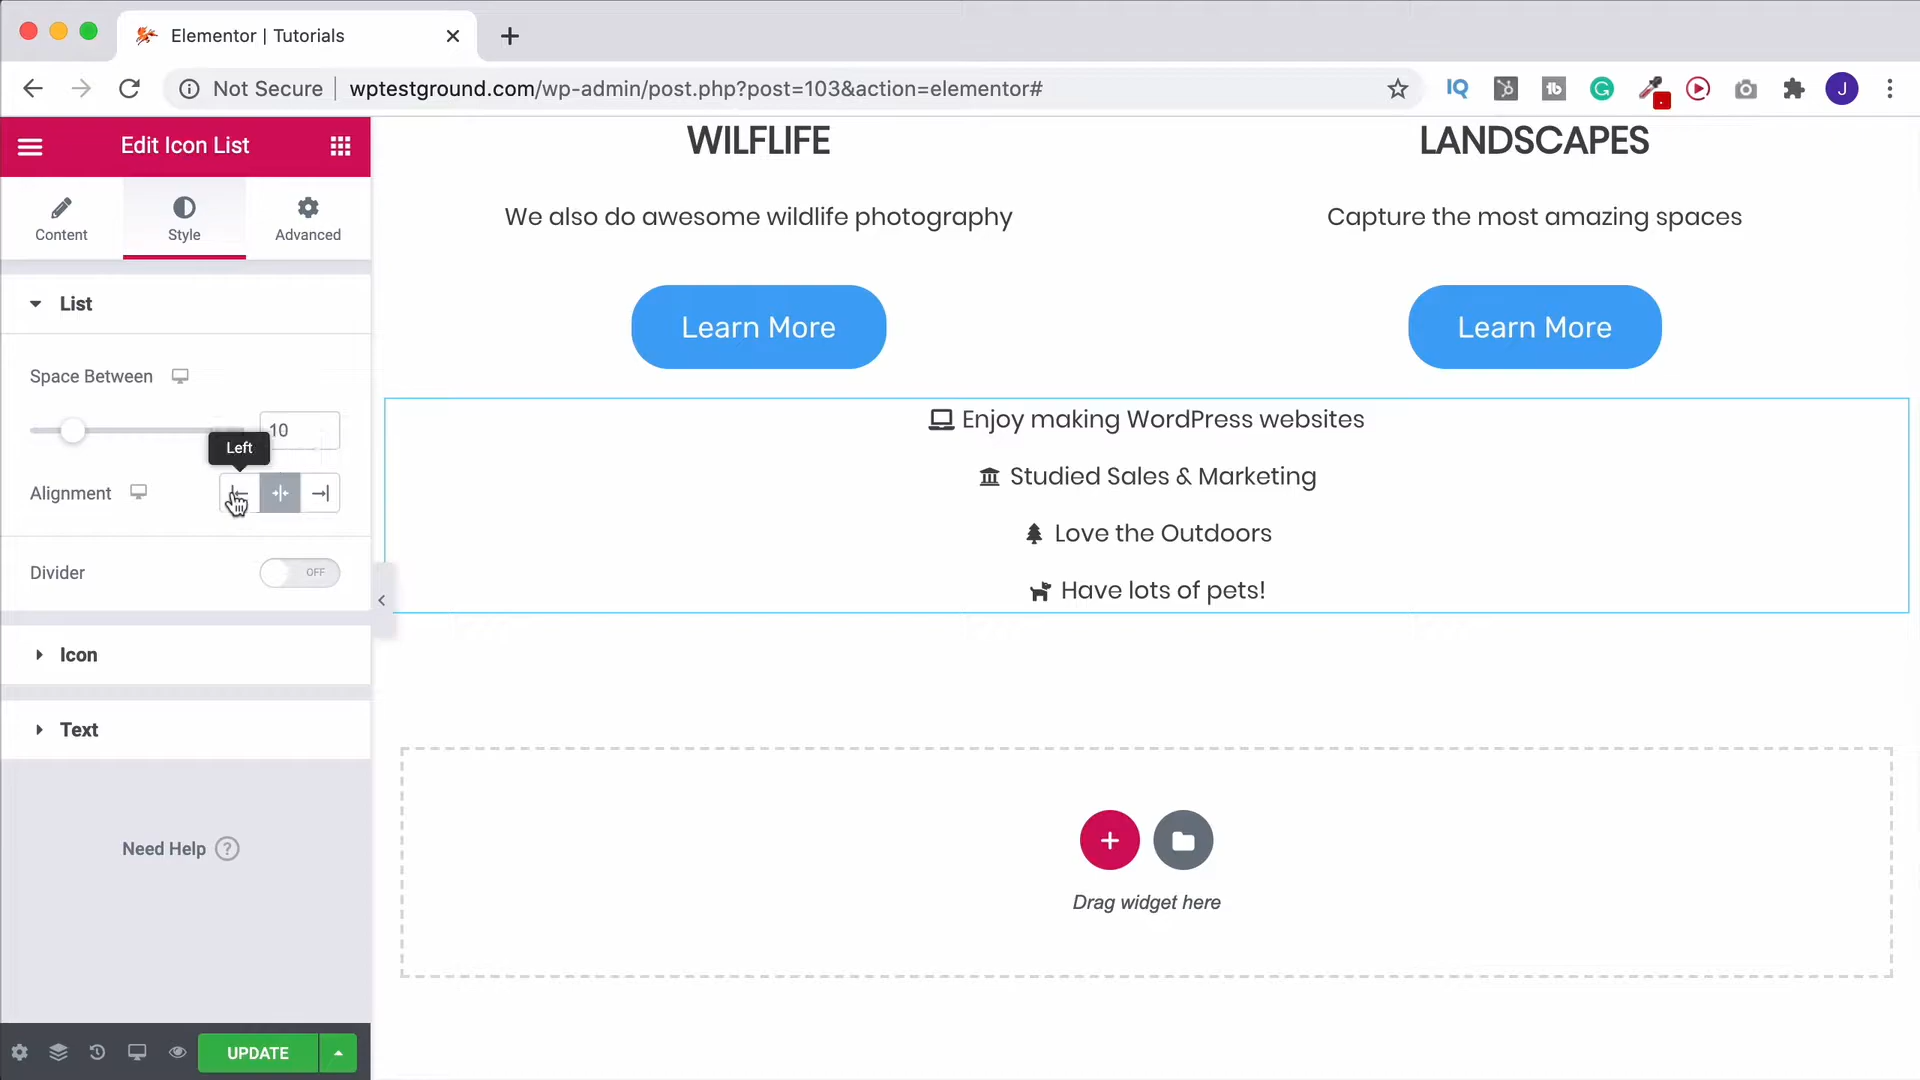 Elementor | Tutorials
Not Secure
wptestground.com/wp-admin/post.php?post=103&action=elementor#
IQ
tb
G
J
Edit Icon List
Content
Style
Advanced
List
Space Between
10
Left
Alignment
Divider
OFF
Icon
Text
Need Help ?
UPDATE
WILFLIFE
We also do awesome wildlife photography
Learn More
LANDSCAPES
Capture the most amazing spaces
Learn More
Enjoy making WordPress websites
Studied Sales & Marketing
Love the Outdoors
Have lots of pets!
Drag widget here